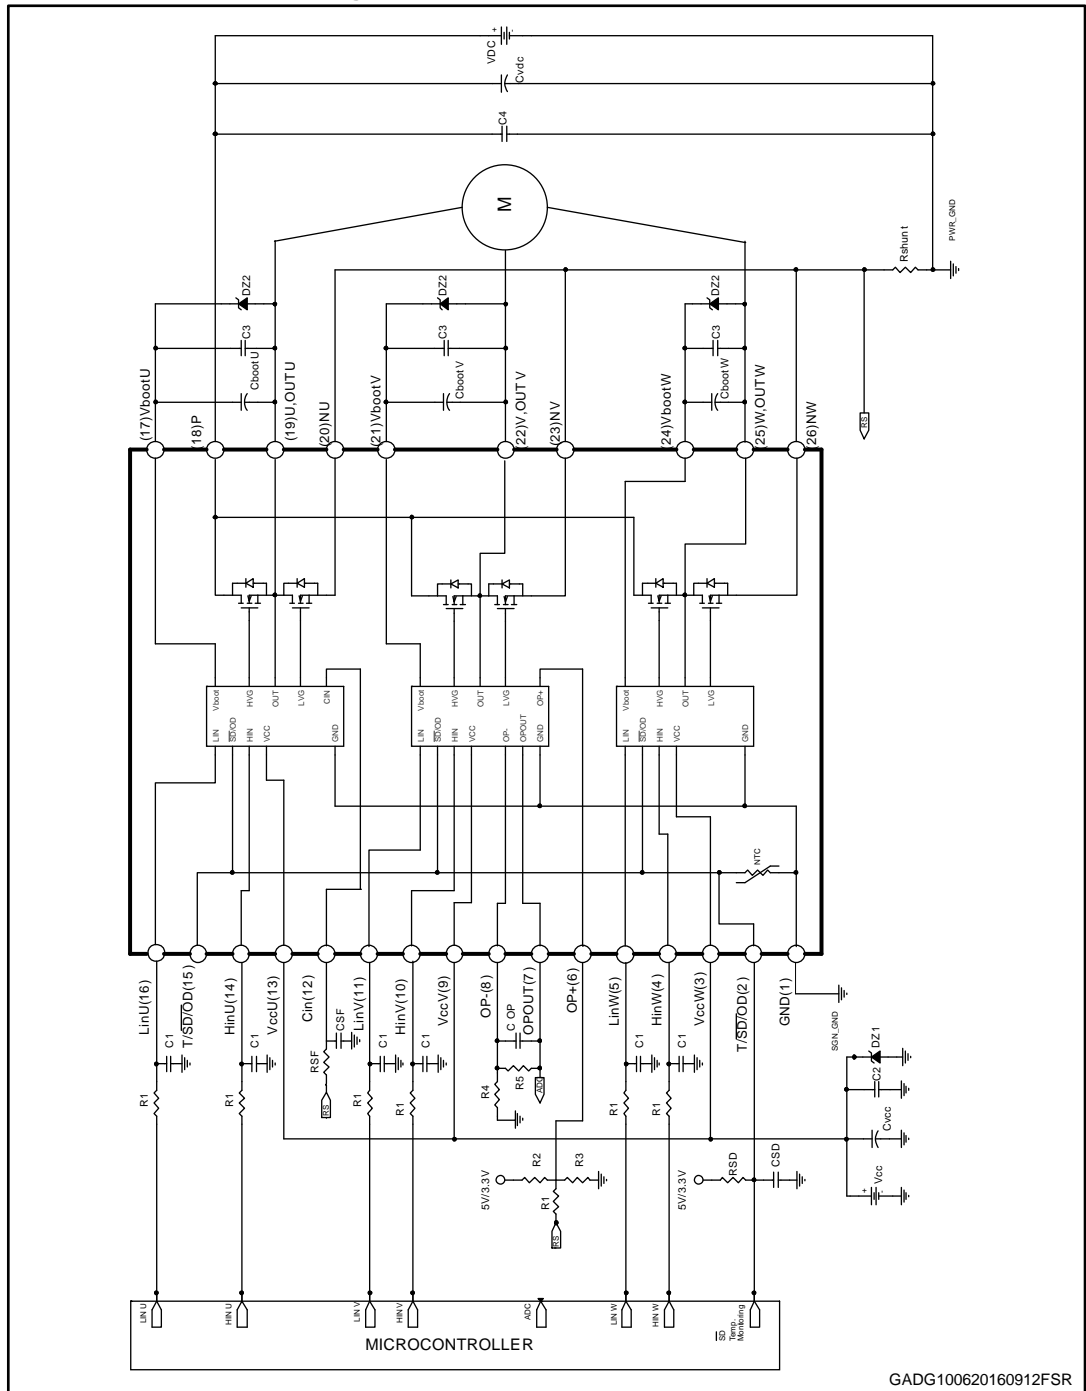 VDC
+
-
Cvdc
C4
M
Rshunt
PWR_GND
DZ2
C3
Cboot U
DZ2
C3
Cboot V
DZ2
C3
Cboot W
RS
(17)VbootU
(18)P
(19)U,OUTU
(20)NU
(21)VbootV
(22)V,OUTV
(23)NV
(24)VbootW
(25)W,OUTW
(26)NW
Vboot
HVG
OUT
LVG
CIN
LIN
SD/OD
HIN
VCC
GND
Vboot
HVG
OUT
LVG
OP+
LIN
SD/OD
HIN
VCC
OP-
OPOUT
GND
Vboot
HVG
OUT
LVG
LIN
SD/OD
HIN
VCC
GND
NTC
LinU(16)
T/SD/OD(15)
HinU(14)
VccU(13)
Cin(12)
LinV(11)
HinV(10)
VccV(9)
OP-(8)
OPOUT(7)
OP+(6)
LinW(5)
HinW(4)
VccW(3)
T/SD/OD(2)
GND(1)
SGN_GND
C1
R1
C1
R1
CSF
RSF
RS
C1
R1
C1
R1
C OP
R5
R4
ADC
C1
R1
C1
R1
DZ1
C2
Cvcc
Vcc
+
-
5V/3.3V
R2
R3
R1
RS
5V/3.3V
RSD
CSD
LIN U
HIN U
LIN V
HIN V
ADC
LIN W
HIN W
SD
Temp.
Monitoring
MICROCONTROLLER
GADG100620160912FSR